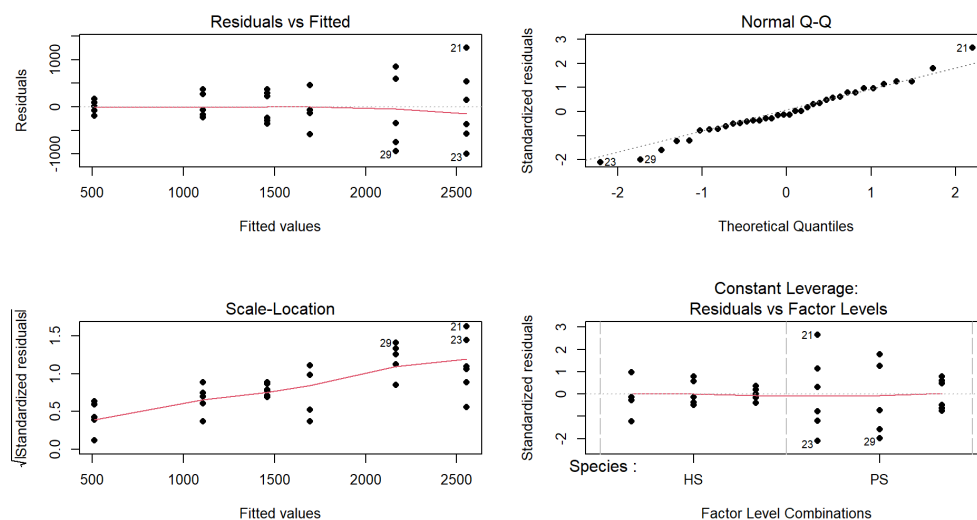 Residuals vs Fitted
Residuals
-1000
0
1000
21
29
23
500
1000
1500
2000
2500
Fitted values
Normal Q-Q
Standardized residuals
-2
-1
0
1
2
3
21
23
29
-2
-1
0
1
2
Theoretical Quantiles
Scale-Location
√|Standardized residuals|
0.0
0.5
1.0
1.5
21
29
23
500
1000
1500
2000
2500
Fitted values
Constant Leverage:
Residuals vs Factor Levels
Standardized residuals
-2
0
1
2
3
21
23
29
Species :
HS
PS
Factor Level Combinations